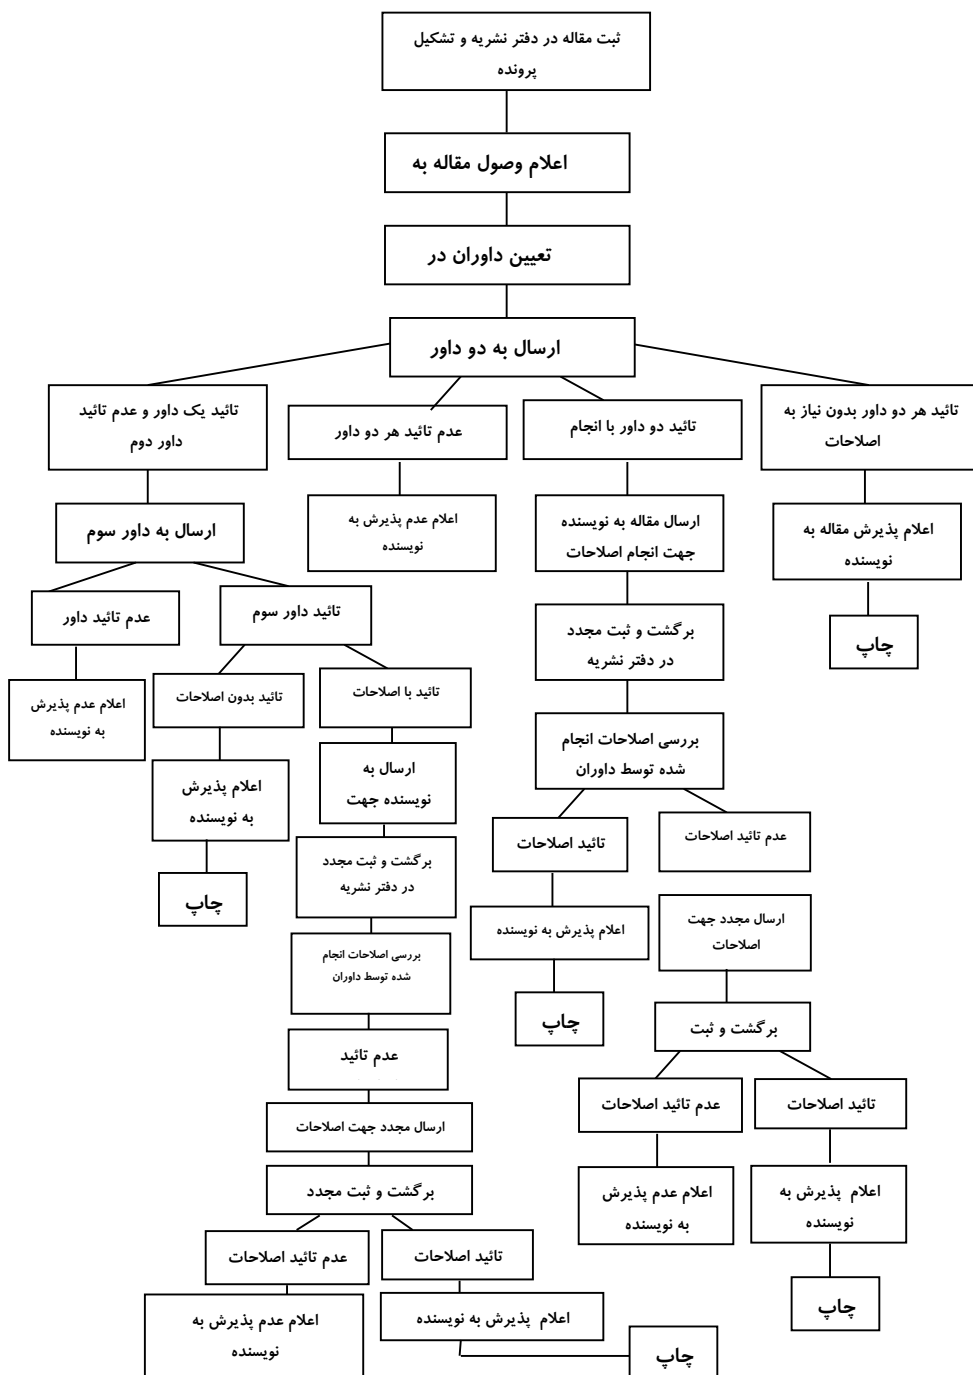 ثبت مقاله در دفتر نشریه و تشکیل
پرونده
اعلام وصول مقاله به
تعیین داوران در
ارسال به دو داور
تائید هر دو داور بدون نیاز به
اصلاحات
اعلام پذیرش مقاله به
نویسنده
چاپ
تائید دو داور با انجام
ارسال مقاله به نویسنده
جهت انجام اصلاحات
برگشت و ثبت مجدد
در دفتر نشریه
بررسی اصلاحات انجام
شده توسط داوران
عدم تائید اصلاحات
ارسال مجدد جهت
اصلاحات
برگشت و ثبت
تائید اصلاحات
اعلام پذیرش به
نویسنده
چاپ
عدم تائید اصلاحات
اعلام عدم پذیرش
به نویسنده
تائید اصلاحات
اعلام پذیرش به نویسنده
چاپ
عدم تائید هر دو داور
اعلام عدم پذیرش به
نویسنده
تائید یک داور و عدم تائید
داور دوم
ارسال به داور سوم
تائید داور سوم
تائید با اصلاحات
ارسال به
نویسنده جهت
برگشت و ثبت مجدد
در دفتر نشریه
بررسی اصلاحات انجام
شده توسط داوران
عدم تائید
ارسال مجدد جهت اصلاحات
برگشت و ثبت مجدد
تائید اصلاحات
اعلام پذیرش به نویسنده
چاپ
عدم تائید اصلاحات
اعلام عدم پذیرش به
نویسنده
تائید بدون اصلاحات
اعلام پذیرش
به نویسنده
چاپ
عدم تائید داور
اعلام عدم پذیرش
به نویسنده